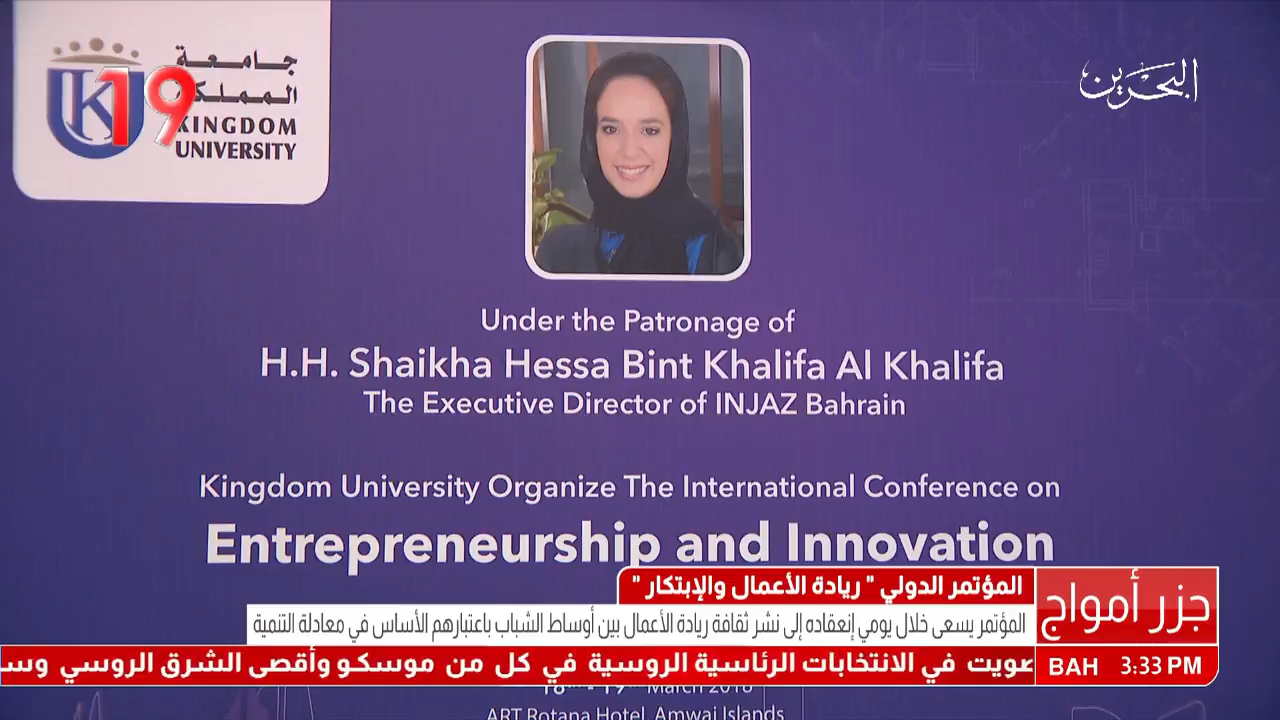 جامعة
المملكة
KINGDOM
UNIVERSITY
19
البحرين
Under the Patronage of
H.H. Shaikha Hessa Bint Khalifa Al Khalifa
The Executive Director of INJAZ Bahrain
Kingdom University Organize The International Conference on
Entrepreneurship and Innovation
المؤتمر الدولي " ريادة الأعمال والإبتكار "
جزر أمواج
المؤتمر يسعى خلال يومي إنعقاده إلى نشر ثقافة ريادة الأعمال بين أوساط الشباب باعتبارهم الأساس في معادلة التنمية
صويت في الانتخابات الرئاسية الروسية في كل من موسكو وأقصى الشرق الروسي وسـ
BAH 3:33 PM
18th - 19th March 2018
ART Rotana Hotel, Amwaj Islands